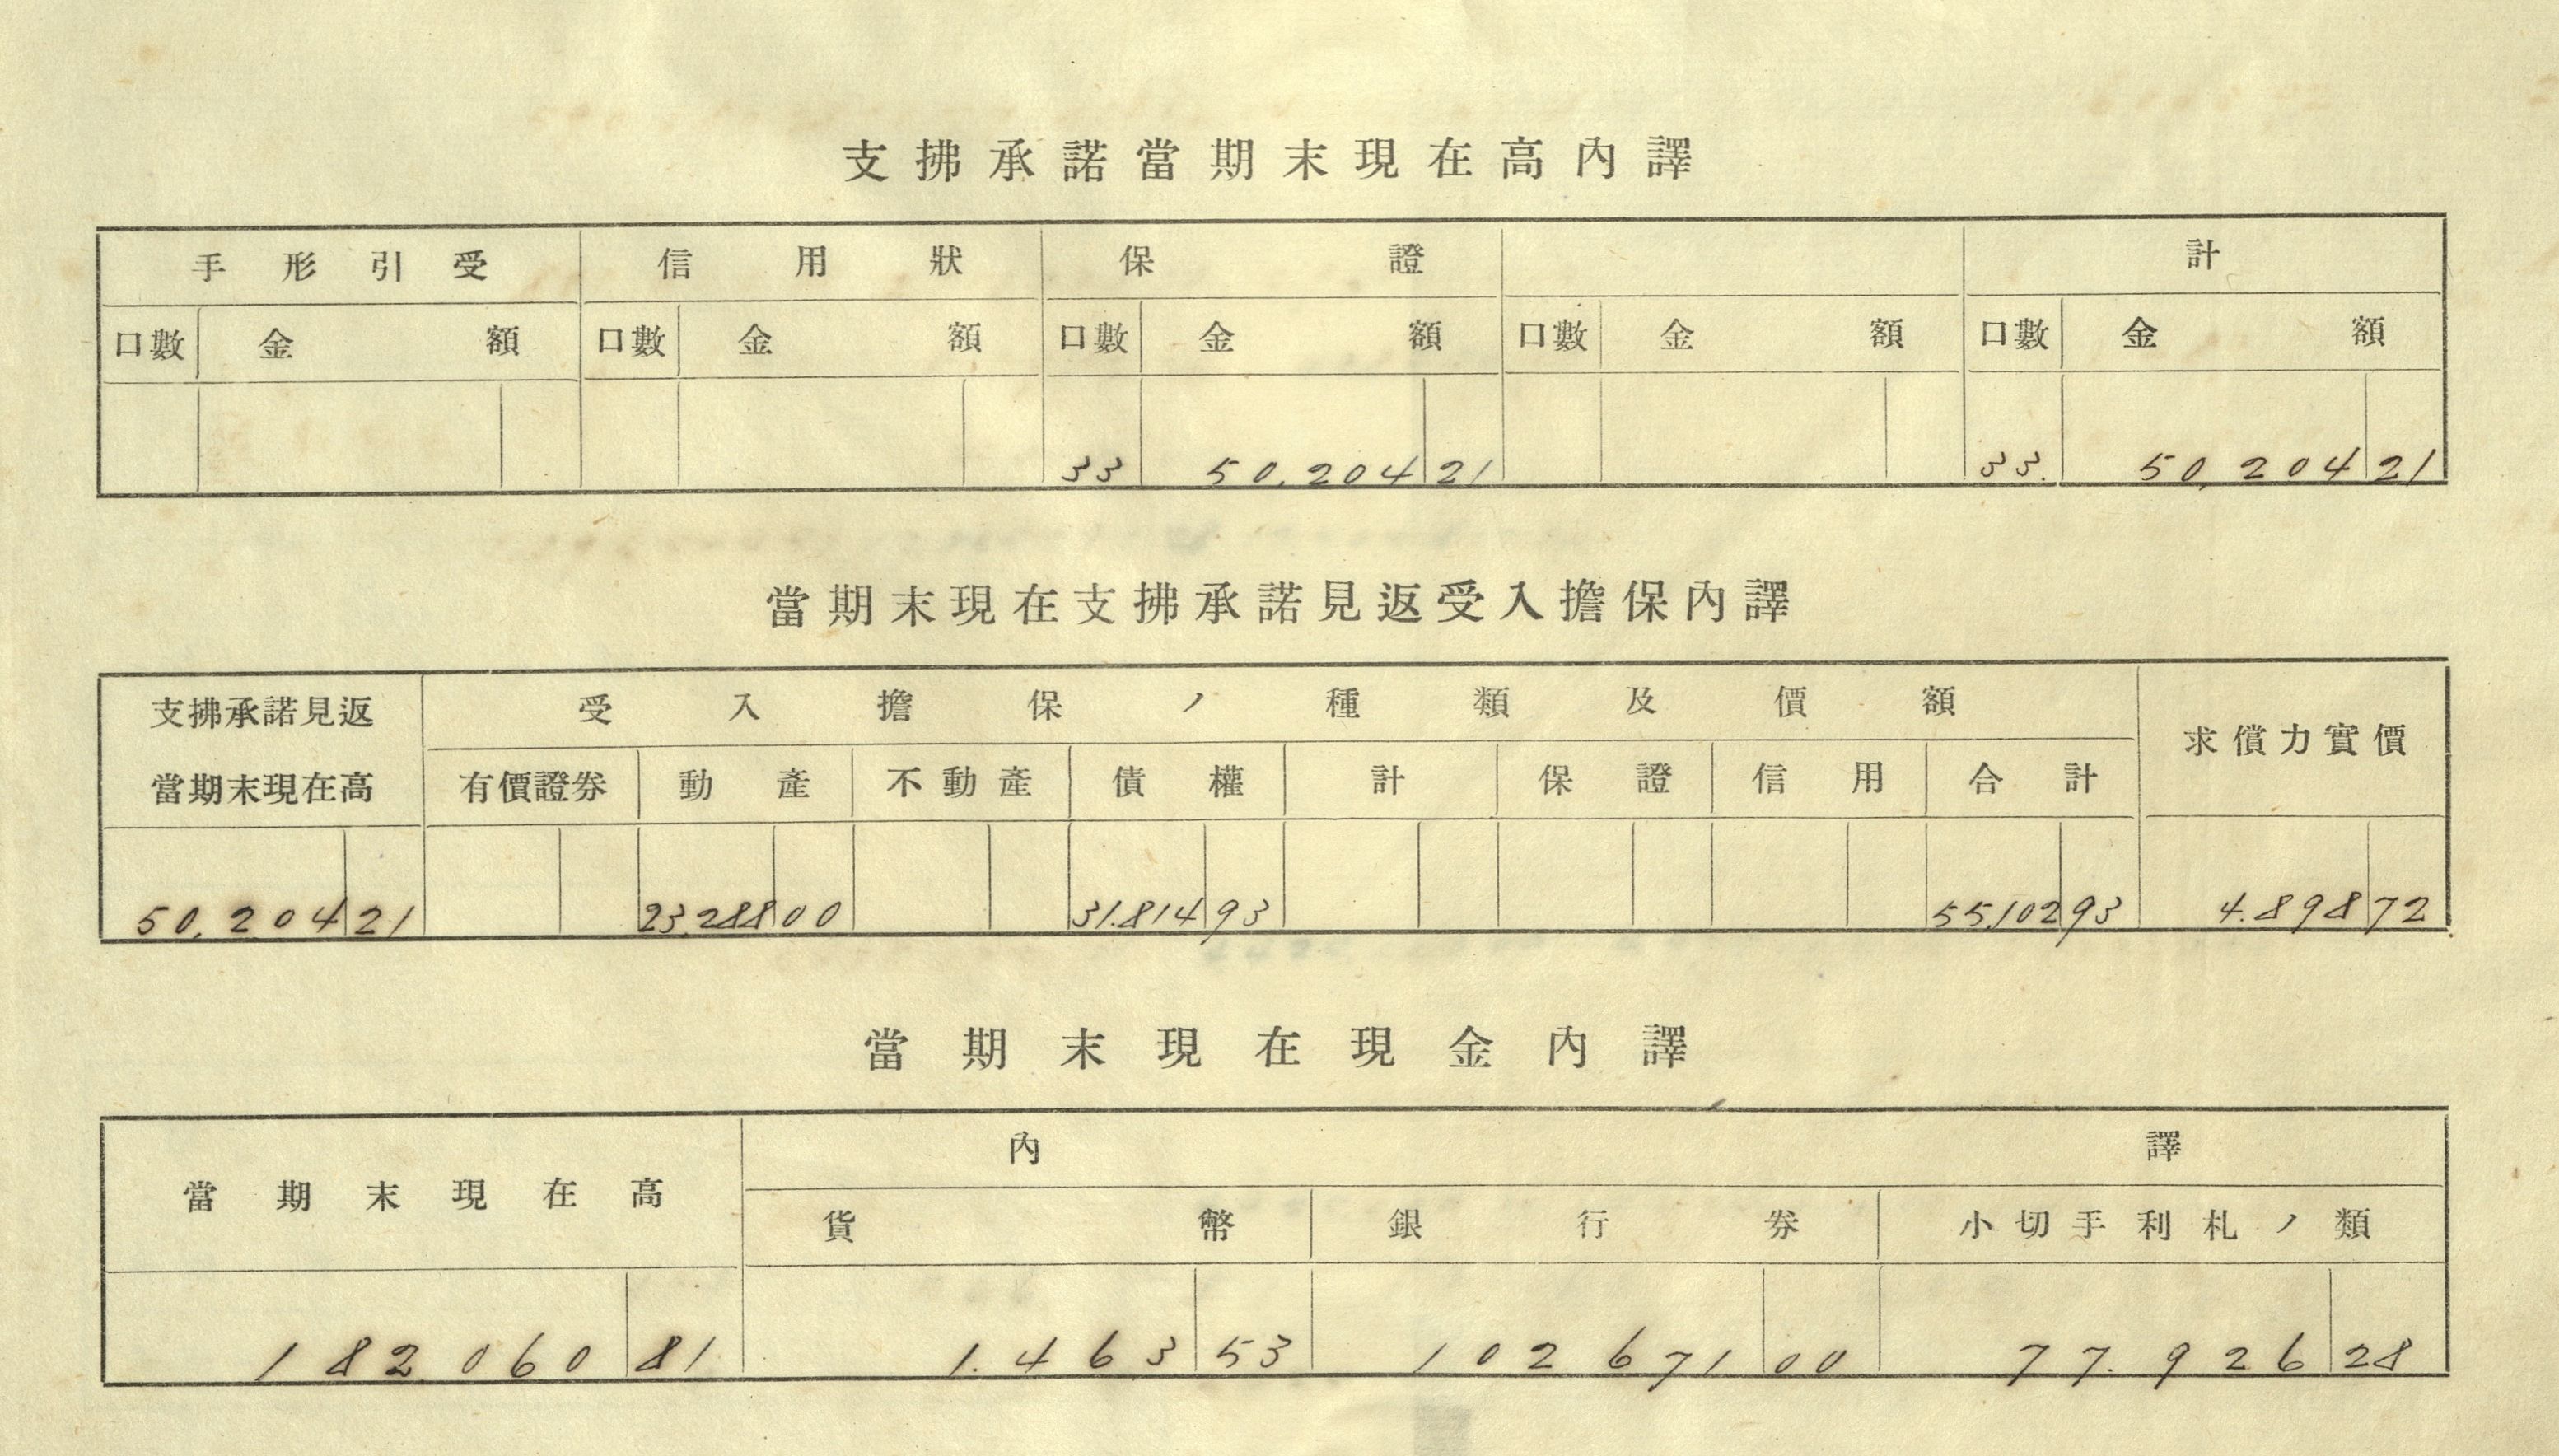 支拂承諾當期末現在高內譯
手形引受 信用狀 保證 計
口數 金額 口數 金額 口數 金額 口數 金額 口數 金額
33 50,204 21 33. 50,204 21
當期末現在支拂承諾見返受入擔保內譯
支拂承諾見返當期末現在高 受入擔保ノ種類及價額 求償力實價
有價證券 動產 不動產 債權 計 保證 信用 合計
50,204 21 23,288 00 31.814 93 55,102 93 4.898 72
當期末現在現金內譯
當期末現在高 內譯
貨幣 銀行券 小切手利札ノ類
182.060 81 1.463 53 102 671 00 77.926 28